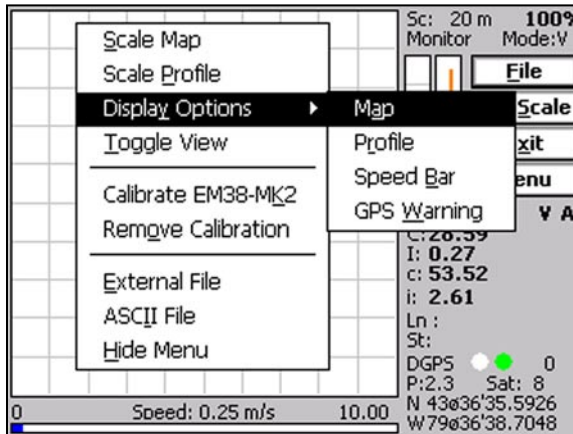 Scale Map
Scale Profile
Display Options
Toggle View
Calibrate EM38-MK2
Remove Calibration
External File
ASCII File
Hide Menu
Map
Profile
Speed Bar
GPS Warning
Sc: 20 m 100%
Monitor Mode:V
File
Scale
xit
enu
V A
C:28.59
I: 0.27
c: 53.52
i: 2.61
Ln :
St:
DGPS 0
P:2.3 Sat: 8
N 43ø36'35.5926
W79ø36'38.7048
0 Speed: 0.25 m/s 10.00